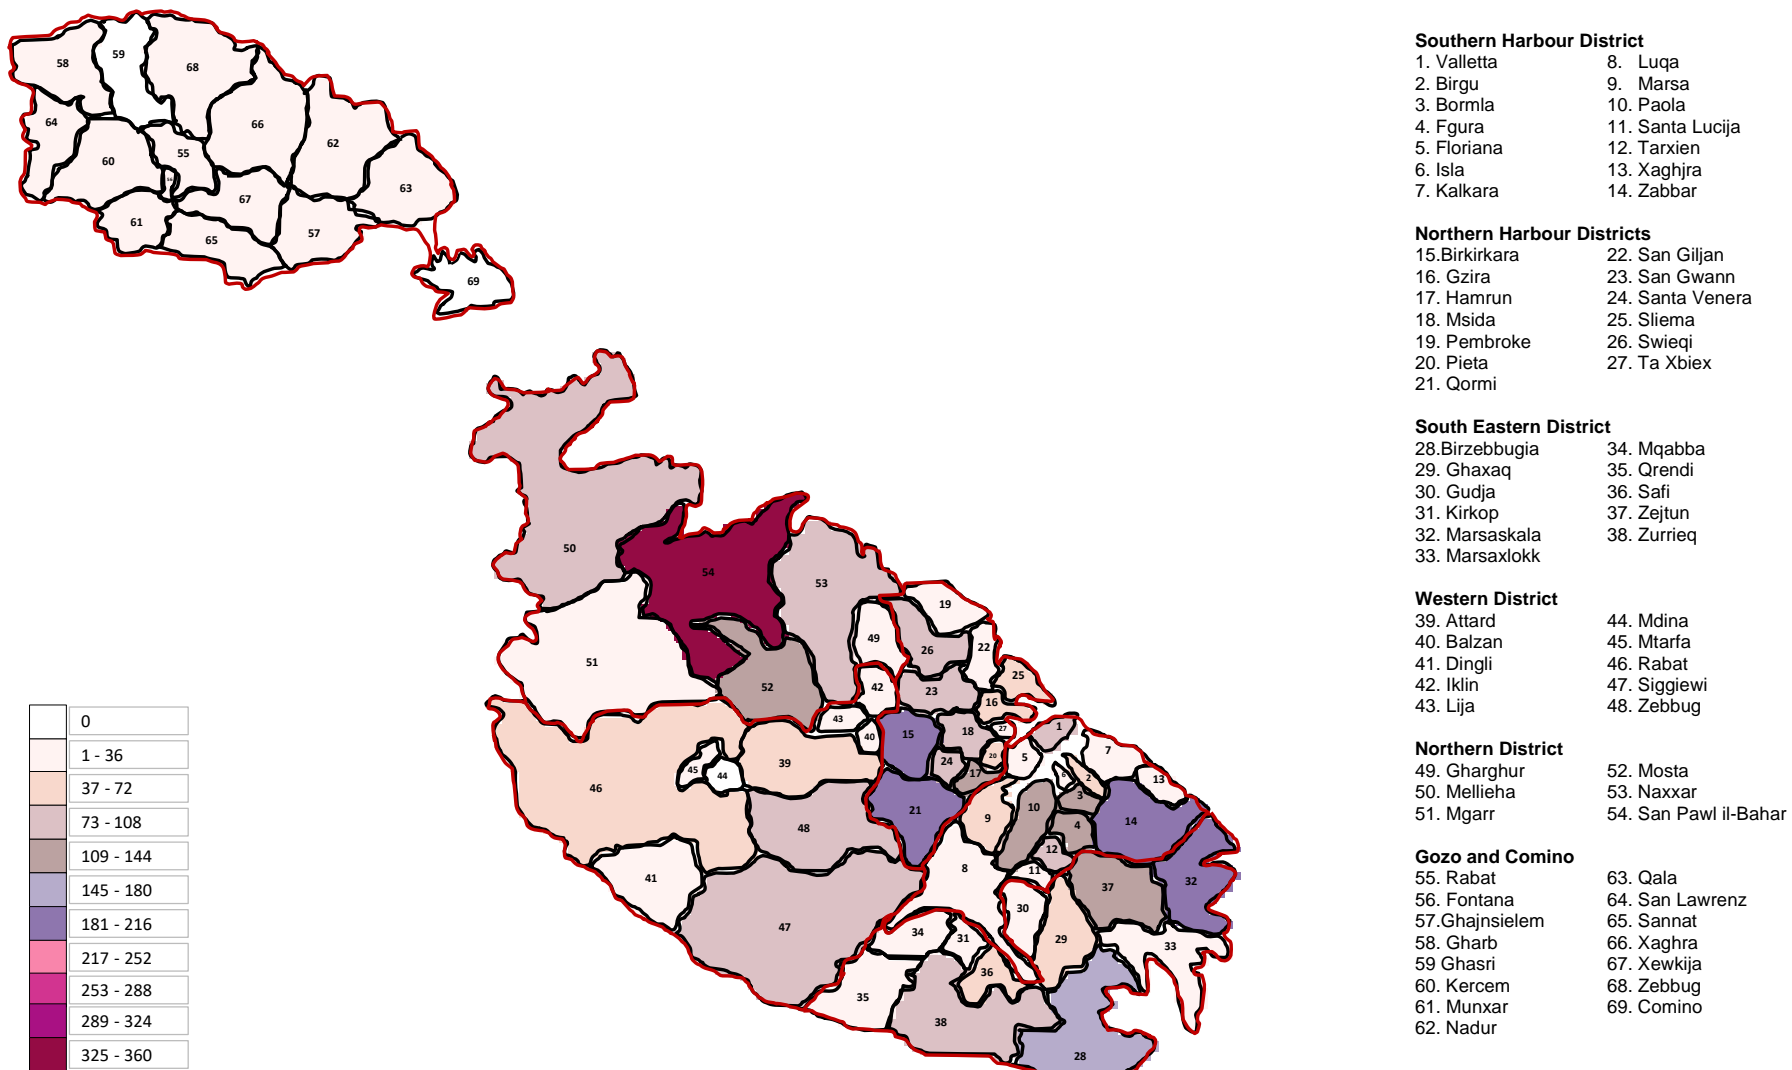 Southern Harbour District
1. Valletta 8. Luqa
2. Birgu 9. Marsa
3. Bormla 10. Paola
4. Fgura 11. Santa Lucija
5. Floriana 12. Tarxien
6. Isla 13. Xaghjra
7. Kalkara 14. Zabbar
Northern Harbour Districts
15.Birkirkara 22. San Giljan
16. Gzira 23. San Gwann
17. Hamrun 24. Santa Venera
18. Msida 25. Sliema
19. Pembroke 26. Swieqi
20. Pieta 27. Ta Xbiex
21. Qormi
South Eastern District
28.Birzebbugia 34. Mqabba
29. Ghaxaq 35. Qrendi
30. Gudja 36. Safi
31. Kirkop 37. Zejtun
32. Marsaskala 38. Zurrieq
33. Marsaxlokk
Western District
39. Attard 44. Mdina
40. Balzan 45. Mtarfa
41. Dingli 46. Rabat
42. Iklin 47. Siggiewi
43. Lija 48. Zebbug
Northern District
49. Gharghur 52. Mosta
50. Mellieha 53. Naxxar
51. Mgarr 54. San Pawl il-Bahar
Gozo and Comino
55. Rabat 63. Qala
56. Fontana 64. San Lawrenz
57.Ghajnsielem 65. Sannat
58. Gharb 66. Xaghra
59 Ghasri 67. Xewkija
60. Kercem 68. Zebbug
61. Munxar 69. Comino
62. Nadur
59
58
68
64
66
62
55
60
63
67
61
57
65
69
50
54
53
19
49
22
26
51
25
42
52
23
16
43
15
18
27
1
40
20
5
7
24
39
45
44
17
6
2
13
46
3
10
21
9
14
48
4
12
8
11
41
32
37
30
47
34
31
29
33
36
35
38
28
0
1 - 36
37 - 72
73 - 108
109 - 144
145 - 180
181 - 216
217 - 252
253 - 288
289 - 324
325 - 360